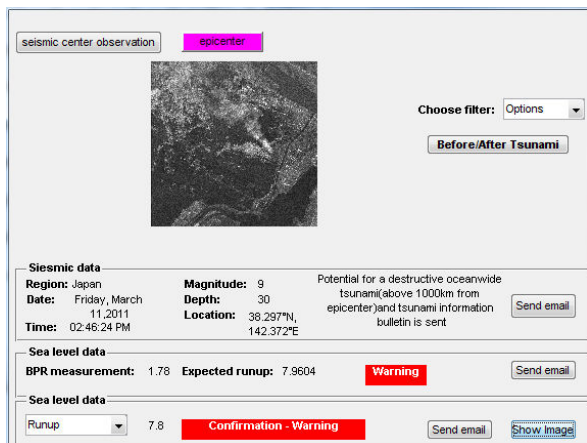 seismic center observation
epicenter
Choose filter: Options
Before/After Tsunami
Siesmic data
Region: Japan
Date: Friday, March
11,2011
Time: 02:46:24 PM
Magnitude: 9
Depth: 30
Location: 38.297°N,
142.372°E
Potential for a destructive oceanwide
tsunami(above 1000km from
epicenter)and tsunami information
bulletin is sent
Send email
Sea level data
BPR measurement: 1.78 Expected runup: 7.9604 Warning Send email
Sea level data
Runup 7.8 Confirmation - Warning Send email Show Image